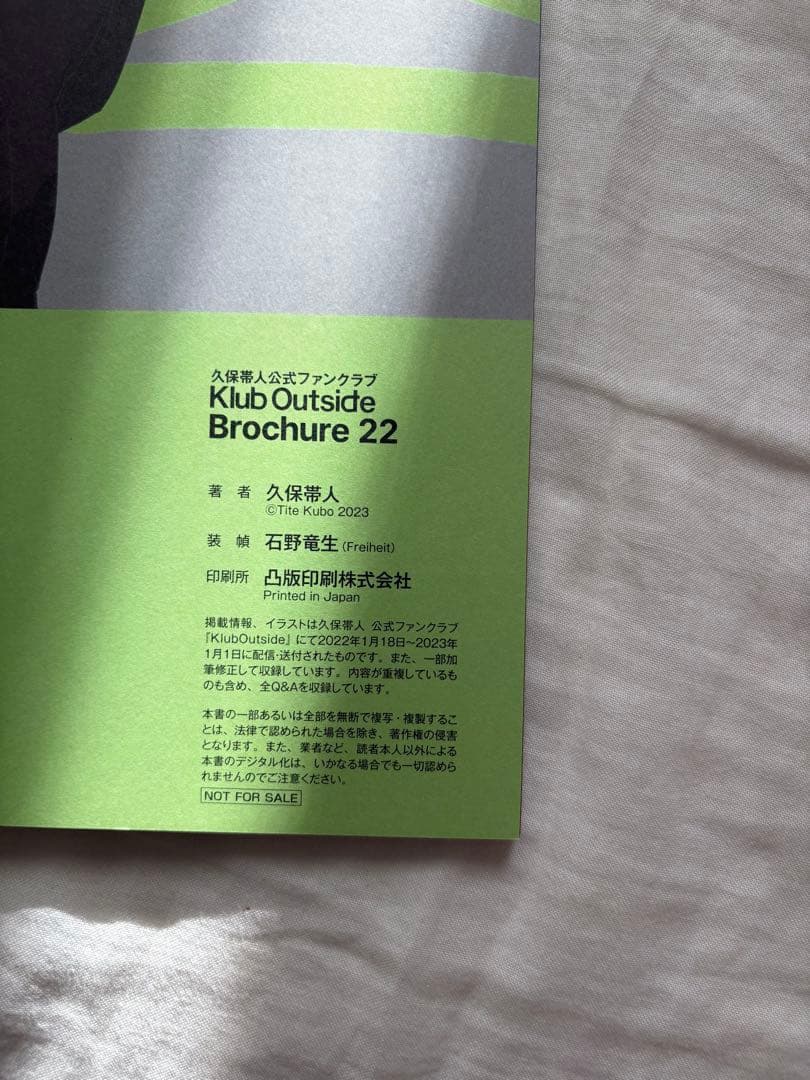 久保帯人公式ファンクラブ
Klub Outside
Brochure 22
著　者　久保帯人
©Tite Kubo 2023
装　幀　石野竜生(Freiheit)
印刷所　凸版印刷株式会社
Printed in Japan
掲載情報、イラストは久保帯人 公式ファンクラブ
『KlubOutside』にて2022年1月18日〜2023年
1月1日に配信・送付されたものです。また、一部加
筆修正して収録しています。内容が重複しているも
のも含め、全Q&Aを収録しています。
本書の一部あるいは全部を無断で複写・複製するこ
とは、法律で認められた場合を除き、著作権の侵害
となります。また、業者など、読者本人以外による
本書のデジタル化は、いかなる場合でも一切認めら
れませんのでご注意ください。
NOT FOR SALE